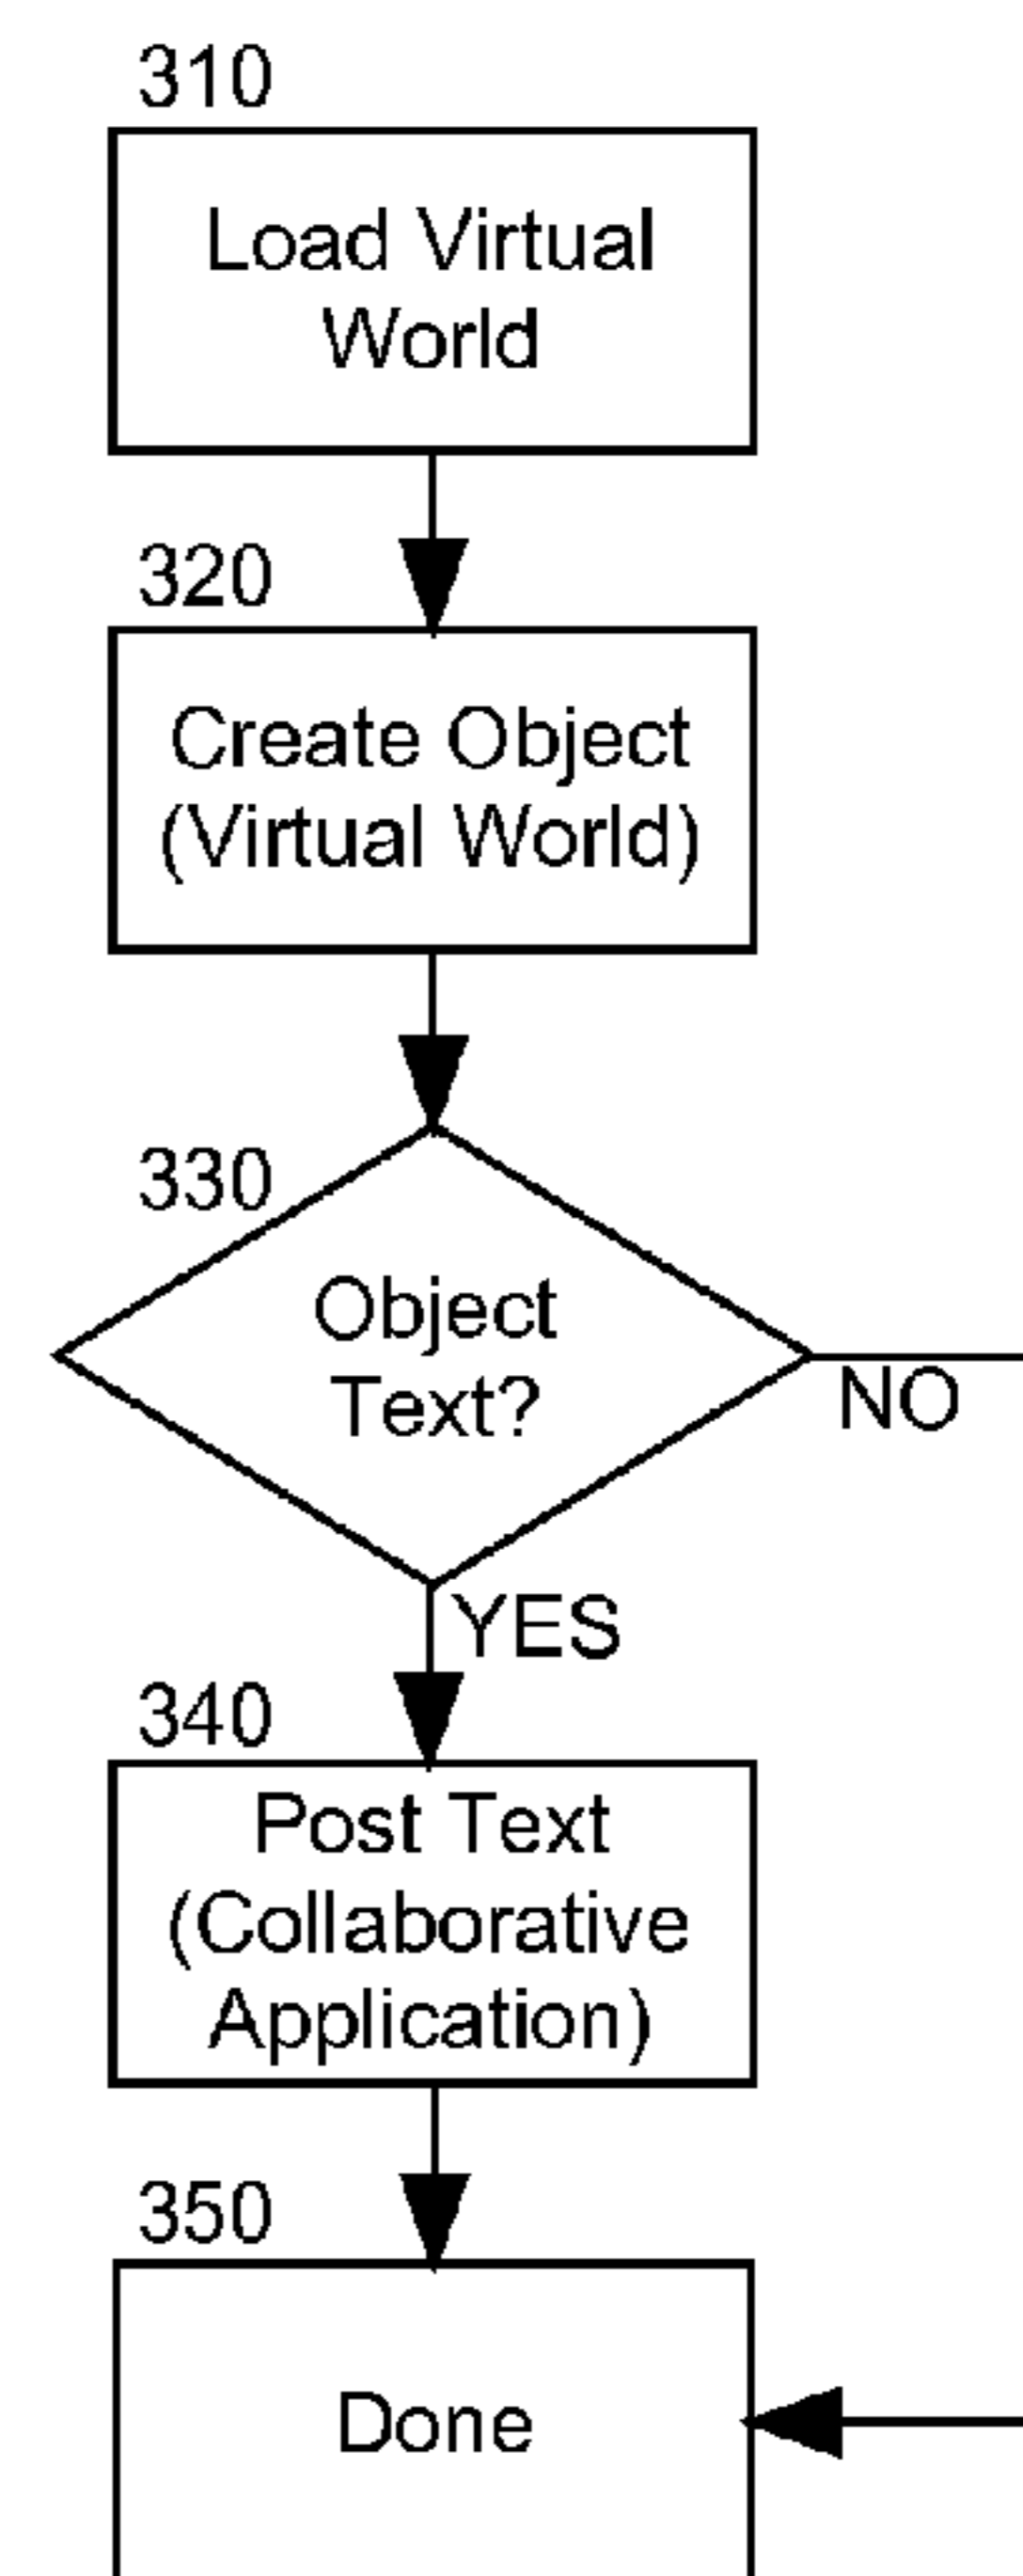 310
Load Virtual
World
320
Create Object
(Virtual World)
330
Object
Text?
NO
YES
340
Post Text
(Collaborative
Application)
350
Done